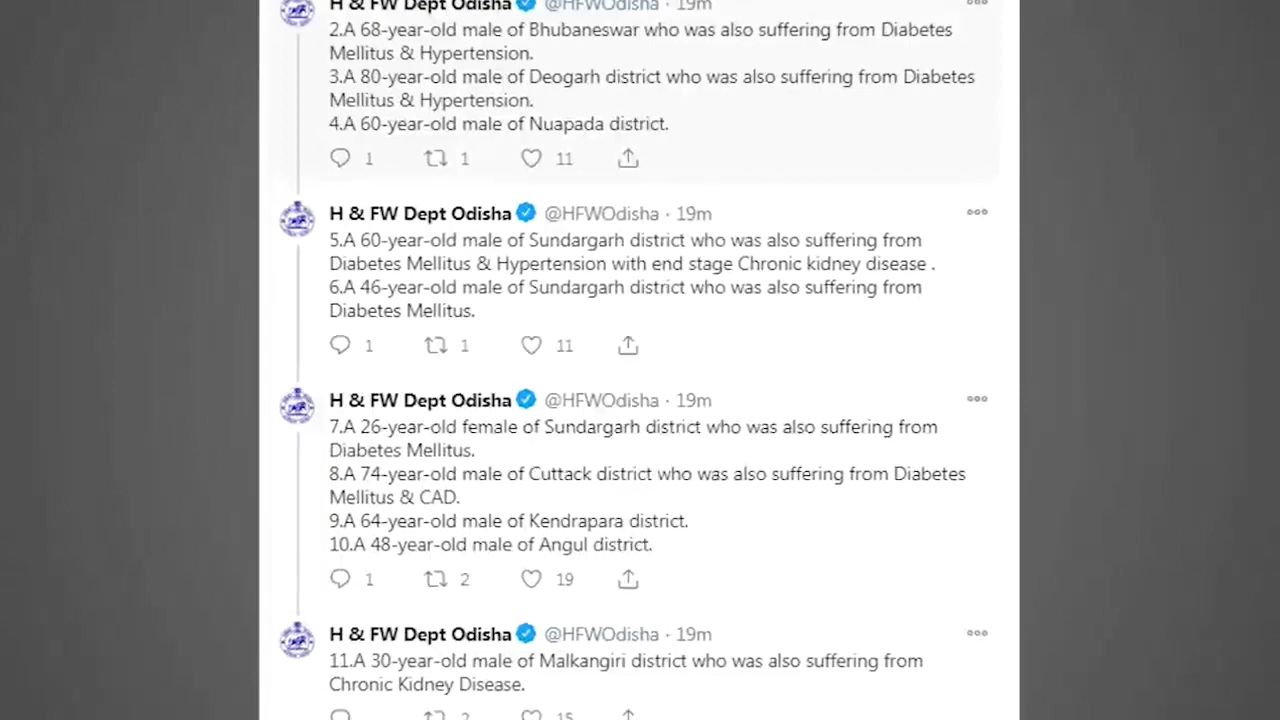 H & FW Dept Odisha @HFWOdisha · 19m
2.A 68-year-old male of Bhubaneswar who was also suffering from Diabetes
Mellitus & Hypertension.
3.A 80-year-old male of Deogarh district who was also suffering from Diabetes
Mellitus & Hypertension.
4.A 60-year-old male of Nuapada district.
1 1 11
H & FW Dept Odisha @HFWOdisha · 19m
5.A 60-year-old male of Sundargarh district who was also suffering from
Diabetes Mellitus & Hypertension with end stage Chronic kidney disease .
6.A 46-year-old male of Sundargarh district who was also suffering from
Diabetes Mellitus.
1 1 11
H & FW Dept Odisha @HFWOdisha · 19m
7.A 26-year-old female of Sundargarh district who was also suffering from
Diabetes Mellitus.
8.A 74-year-old male of Cuttack district who was also suffering from Diabetes
Mellitus & CAD.
9.A 64-year-old male of Kendrapara district.
10.A 48-year-old male of Angul district.
1 2 19
H & FW Dept Odisha @HFWOdisha · 19m
11.A 30-year-old male of Malkangiri district who was also suffering from
Chronic Kidney Disease.
2 15